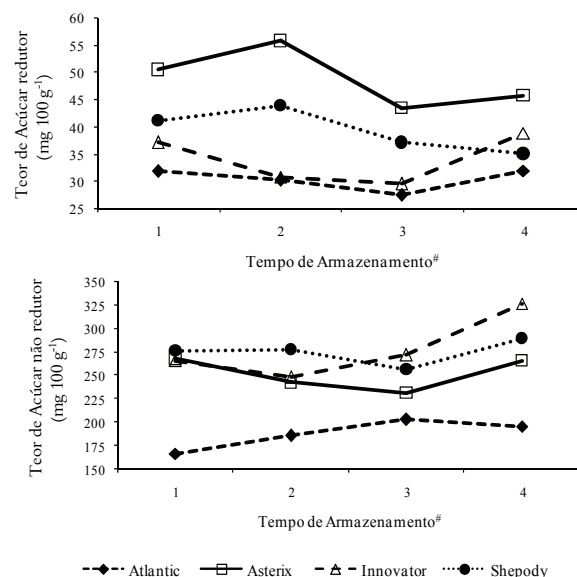 Teor de Acúcar redutor
(mg 100 g-1)
60
55
50
45
40
35
30
25
1 2 3 4
Tempo de Armazenamento#
Teor de Acúcar não redutor
(mg 100 g-1)
350
325
300
275
250
225
200
175
150
1 2 3 4
Tempo de Armazenamento#
Atlantic Asterix Innovator Shepody